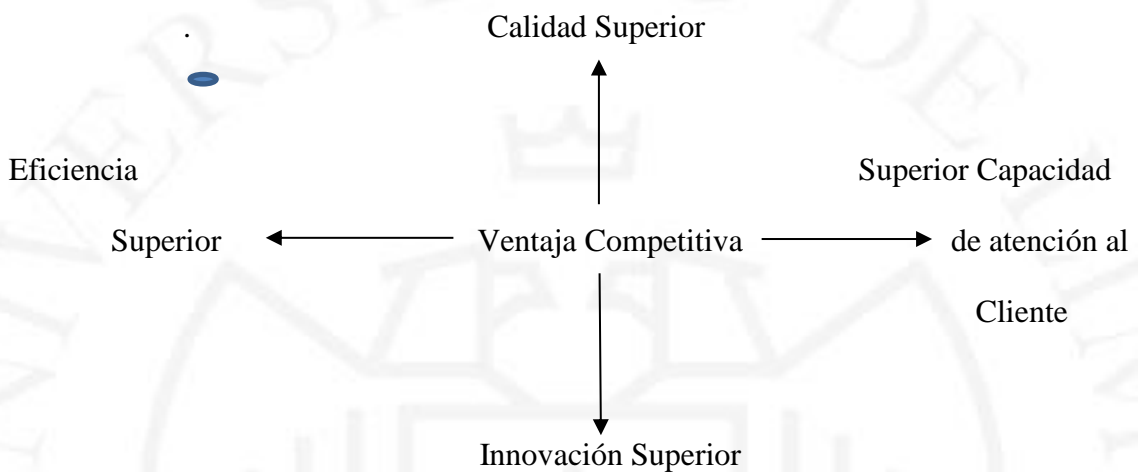 .
Calidad Superior
Eficiencia
Superior Capacidad
Superior
Ventaja Competitiva
de atención al
Cliente
Innovación Superior